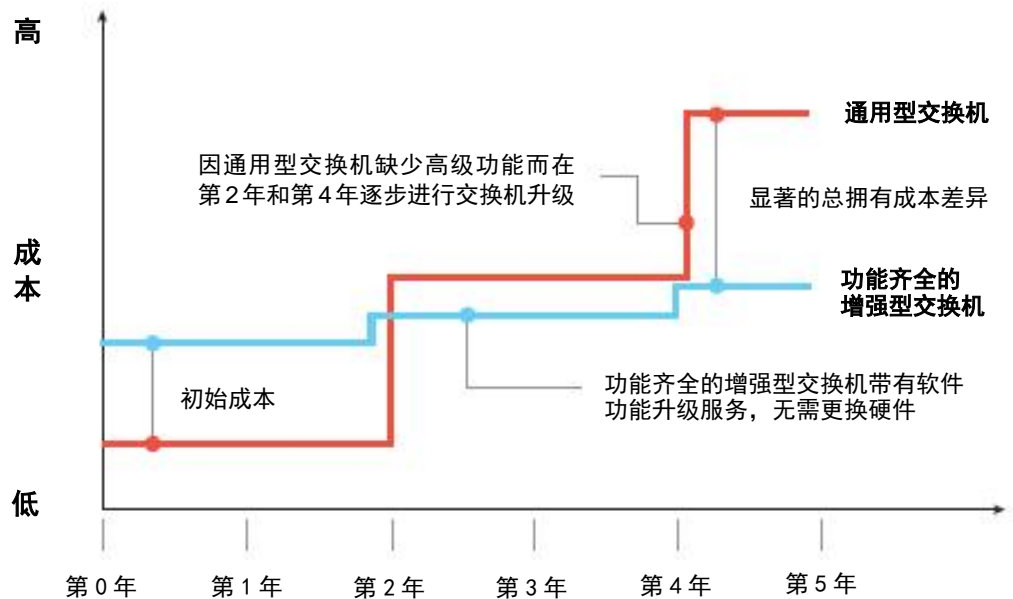 高
通用型交换机
因通用型交换机缺少高级功能而在
第2年和第4年逐步进行交换机升级
显著的总拥有成本差异
成
本
功能齐全的
增强型交换机
初始成本
功能齐全的增强型交换机带有软件
功能升级服务，无需更换硬件
低
第0年
第1年
第2年
第3年
第4年
第5年